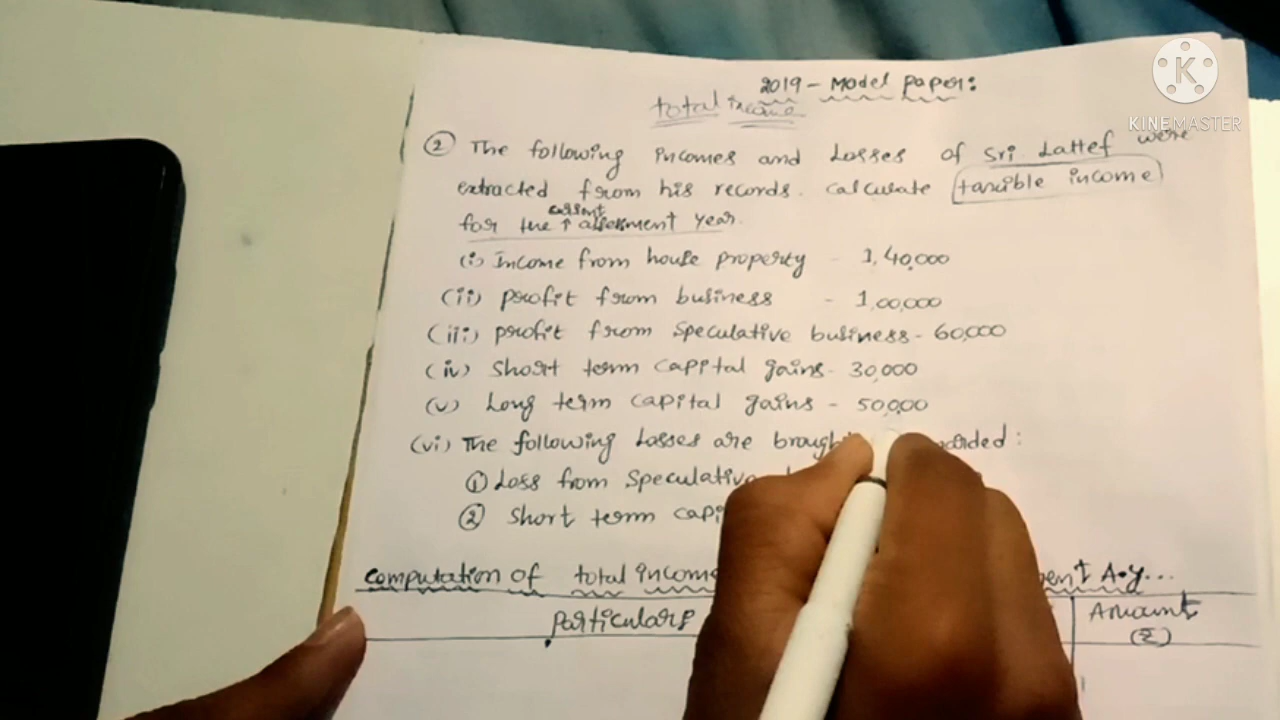 2019 - Model paper:
total income
KINEMASTER
② The following incomes and Losses of Sri Lattef were
extracted from his records. calculate taxible income
for the current assessment year.
(i) income from house property - 1,40,000
(ii) profit from business - 1,00,000
(iii) profit from speculative business - 60,000
(iv) short term cappital gains - 30,000
(v) Long term capital gains - 50,000
(vi) The following Losses are
① Loss from speculative
② short term
computation of total income A.y...
particulars Amount
(₹)